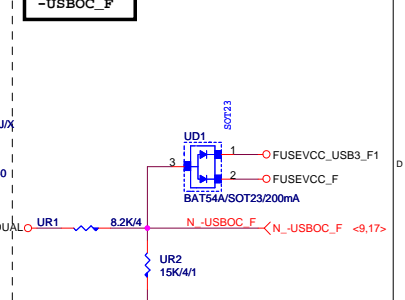 -USBOC_F
SOT23
J/X
UD1
1
FUSEVCC_USB3_F1
3
D
0
2
FUSEVCC_F
BAT54A/SOT23/200mA
DUAL
UR1
8.2K/4
N_-USBOC_F
N_-USBOC_F <9,17>
UR2
15K/4/1